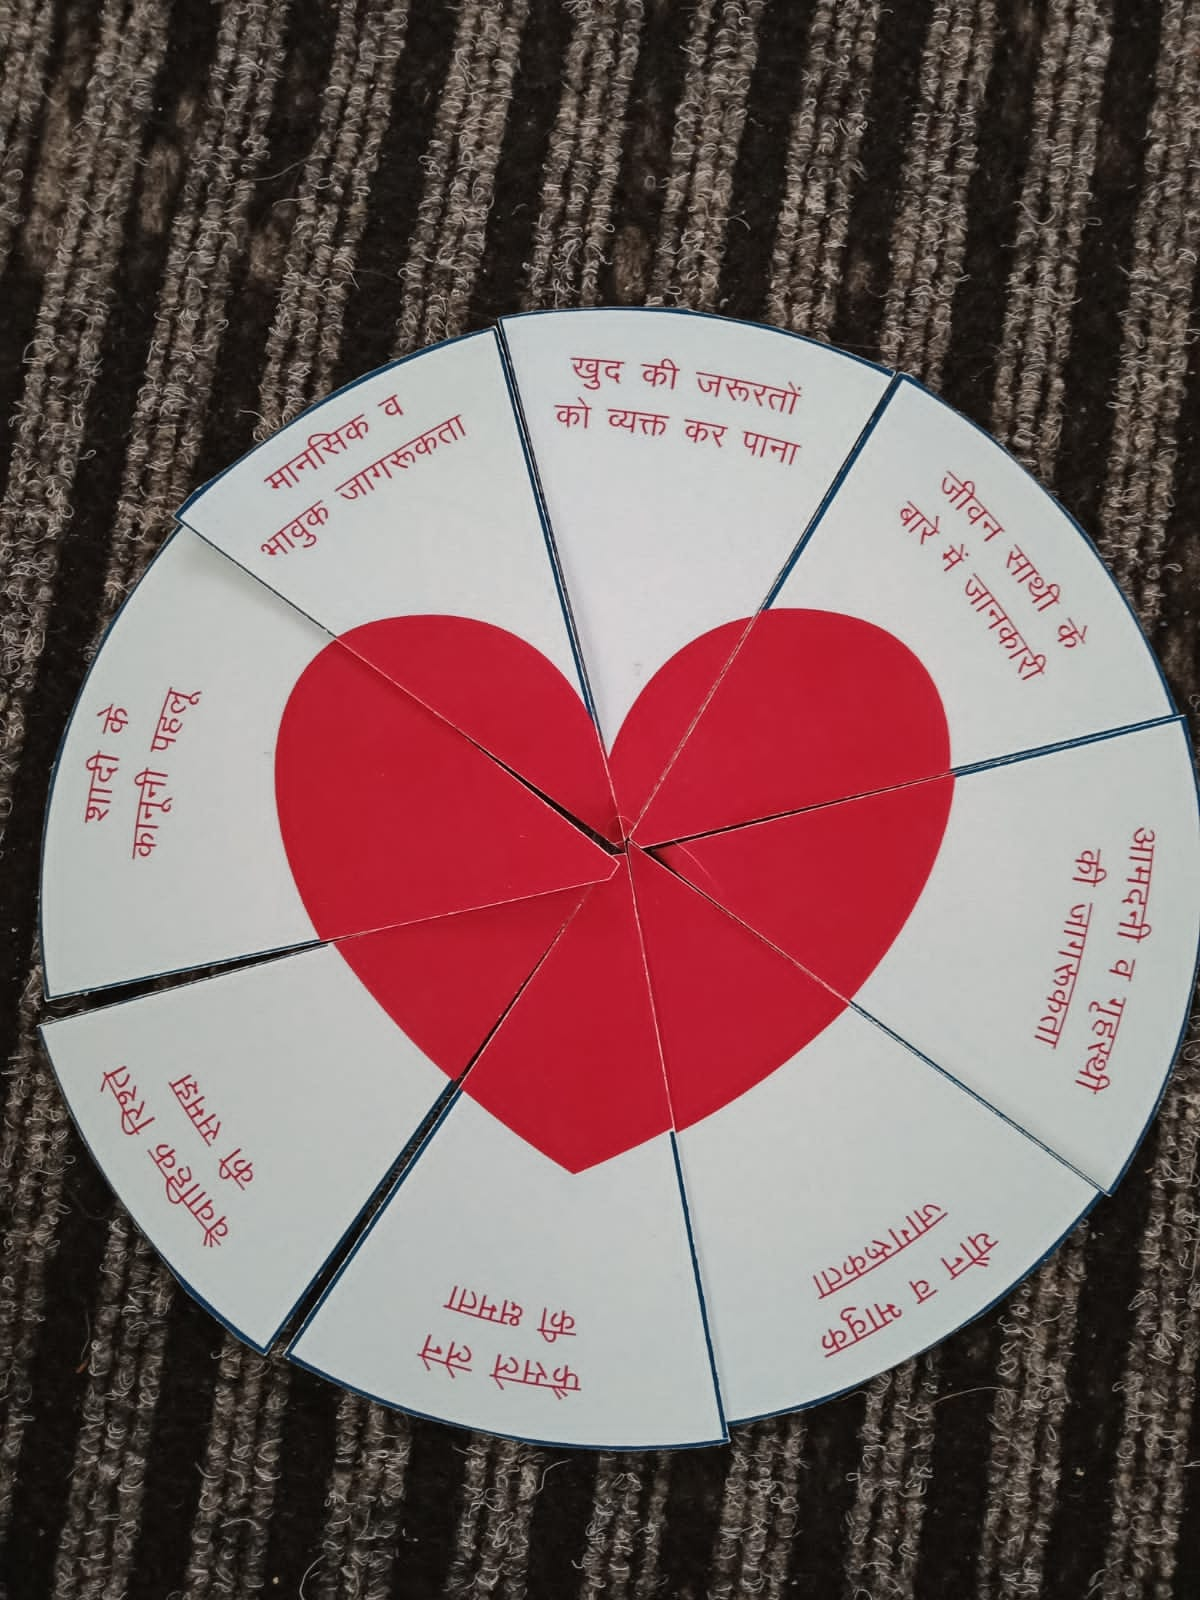 खुद की जरूरतों
को व्यक्त कर पाना
जीवन साथी के
बारे में जानकारी
आमदनी व गृहस्थी
की जागरूकता
यौन व भावुक
जागरूकता
फैसले लेने
की क्षमता
वैवाहिक रिश्ते
की समझ
शादी के
कानूनी पहलू
मानसिक व
भावुक जागरूकता